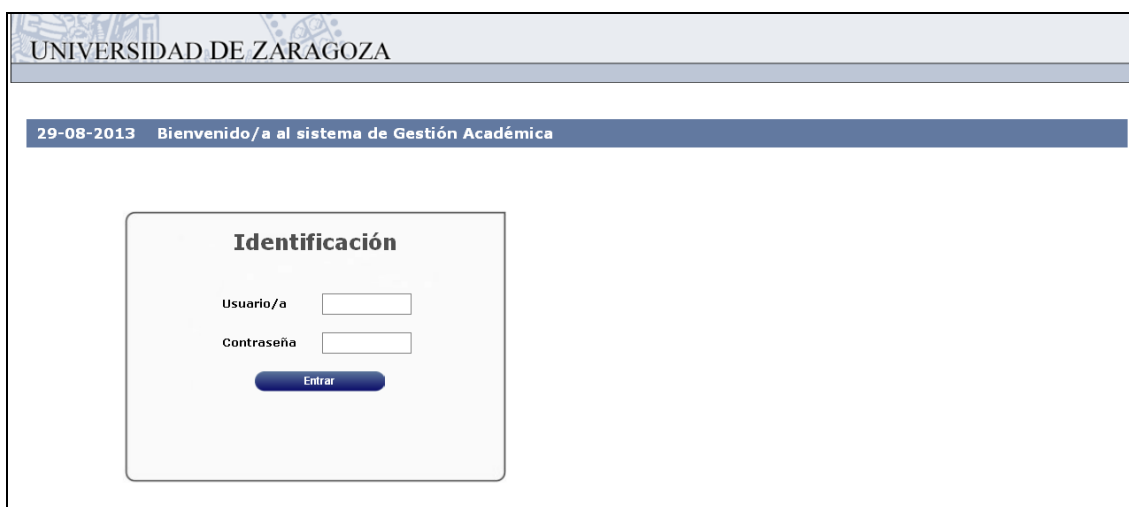 UNIVERSIDAD DE ZARAGOZA
29-08-2013 Bienvenido/a al sistema de Gestión Académica
Identificación
Usuario/a
Contraseña
Entrar